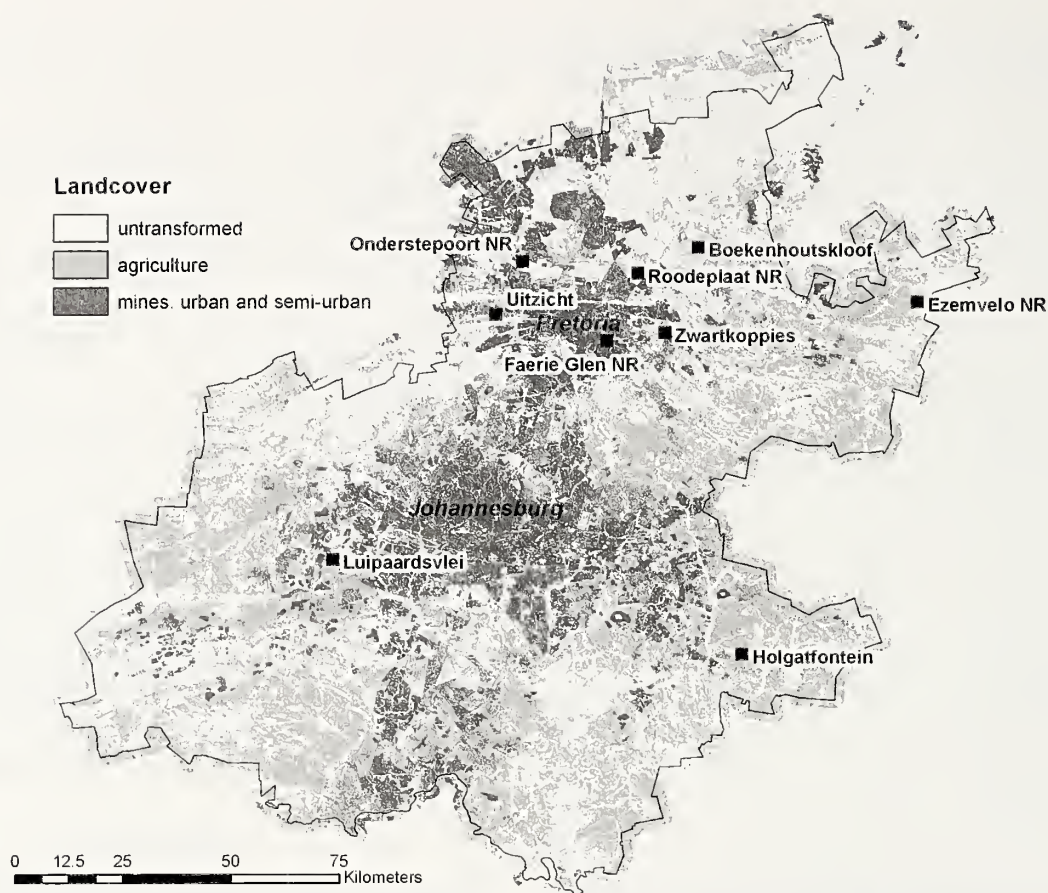 Landcover
untransformed
agriculture
mines. urban and semi-urban
Onderstepoort NR
Boekenhoutskloof
Roodeplaat NR
Ezemvelo NR
Uitzicht
Pretoria
Zwartkoppies
Faerie Glen NR
Johannesburg
Luipaardsvlei
Holgatfontein
0 12.5 25 50 75
Kilometers